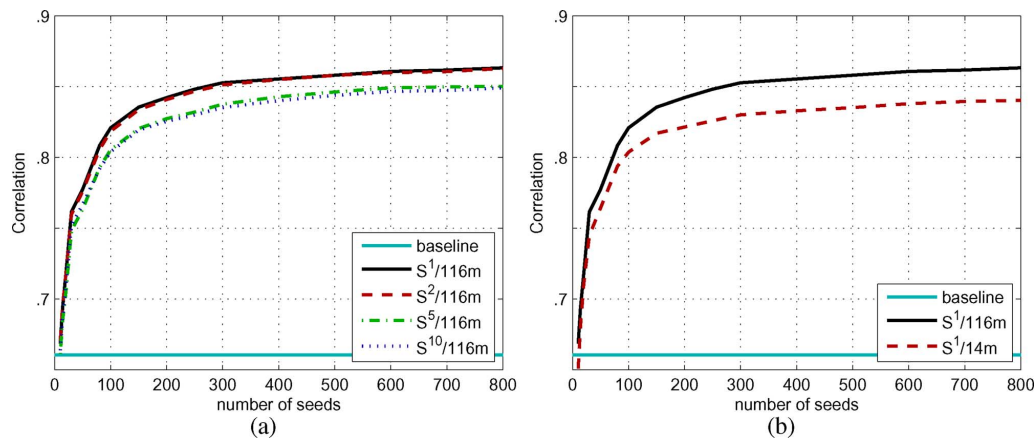 .9
.8
.7
Correlation
0 100 200 300 400 500 600 700 800
number of seeds
baseline
S¹/116m
S²/116m
S⁵/116m
S¹⁰/116m
(a)
.9
.8
.7
Correlation
0 100 200 300 400 500 600 700 800
number of seeds
baseline
S¹/116m
S¹/14m
(b)